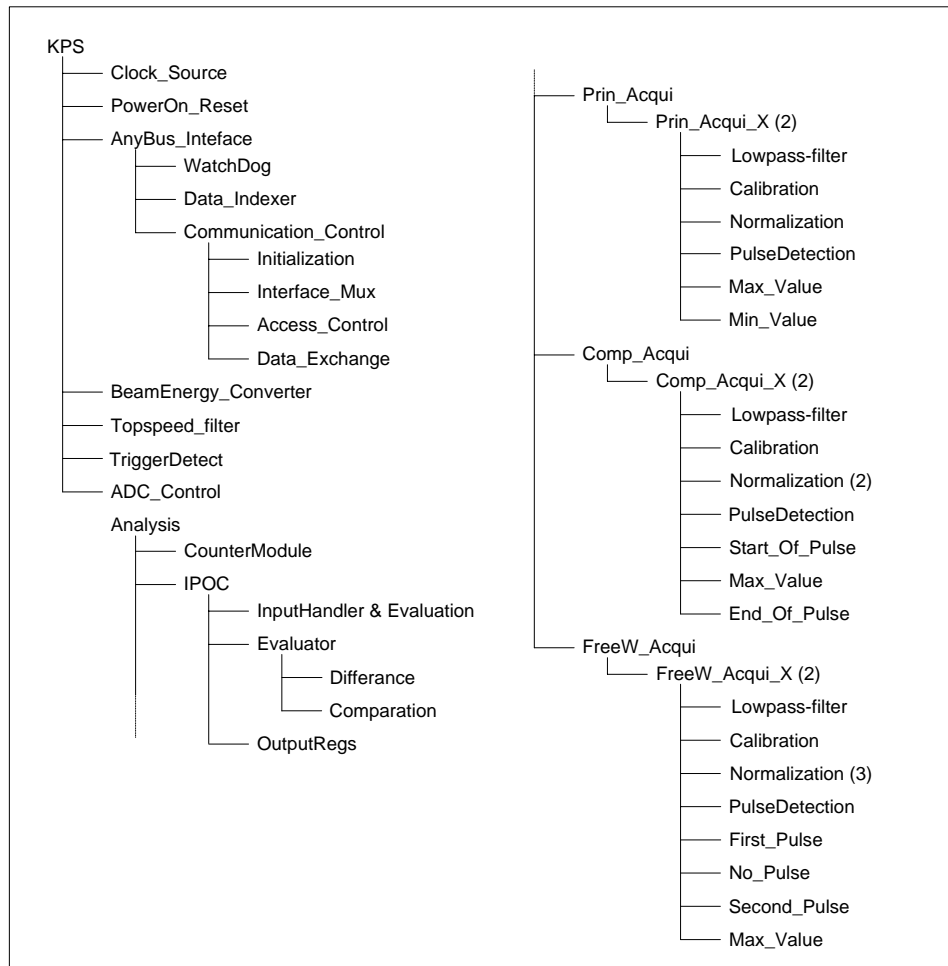 KPS
Clock_Source
PowerOn_Reset
AnyBus_Inteface
WatchDog
Data_Indexer
Communication_Control
Initialization
Interface_Mux
Access_Control
Data_Exchange
BeamEnergy_Converter
Topspeed_filter
TriggerDetect
ADC_Control
Analysis
CounterModule
IPOC
InputHandler & Evaluation
Evaluator
Differance
Comparation
OutputRegs
Prin_Acqui
Prin_Acqui_X (2)
Lowpass-filter
Calibration
Normalization
PulseDetection
Max_Value
Min_Value
Comp_Acqui
Comp_Acqui_X (2)
Lowpass-filter
Calibration
Normalization (2)
PulseDetection
Start_Of_Pulse
Max_Value
End_Of_Pulse
FreeW_Acqui
FreeW_Acqui_X (2)
Lowpass-filter
Calibration
Normalization (3)
PulseDetection
First_Pulse
No_Pulse
Second_Pulse
Max_Value